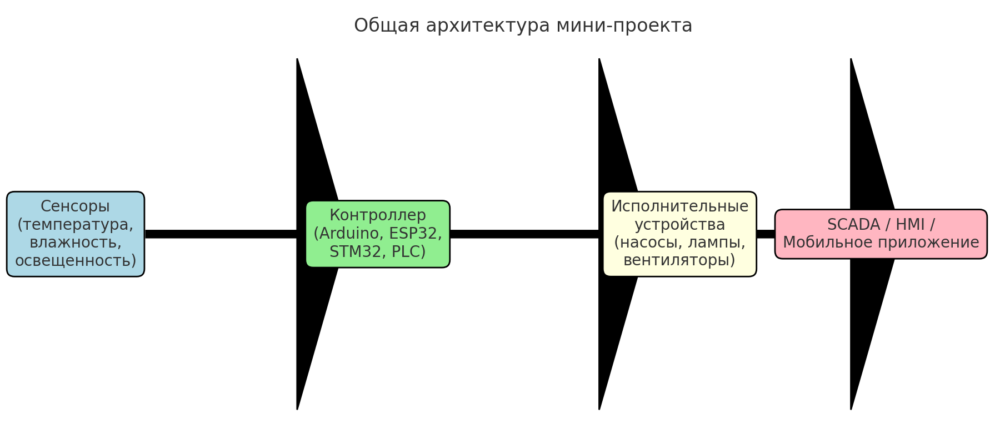 Общая архитектура мини-проекта
Сенсоры
(температура,
влажность,
освещенность)
Контроллер
(Arduino, ESP32,
STM32, PLC)
Исполнительные
устройства
(насосы, лампы,
вентиляторы)
SCADA / HMI /
Мобильное приложение